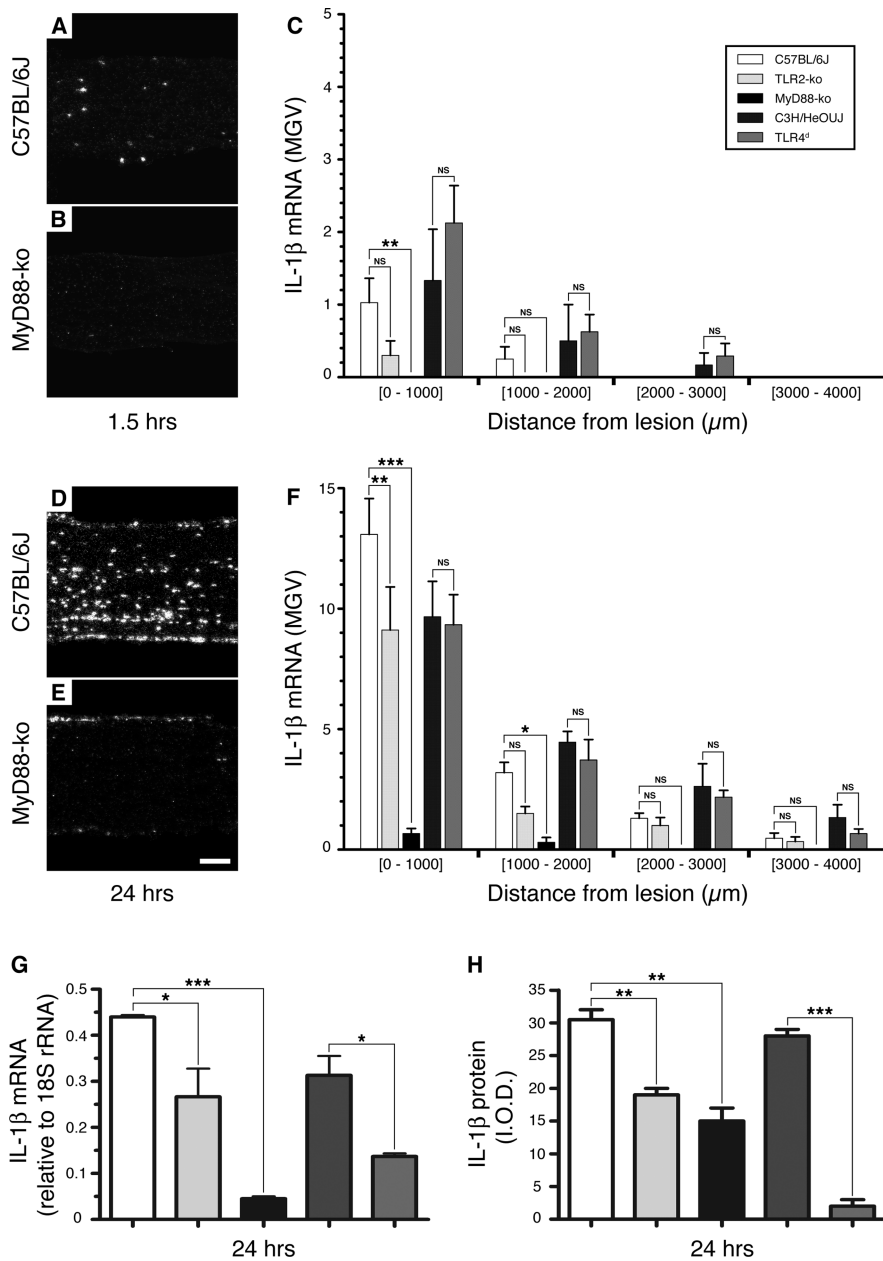 A
C57BL/6J
B
MyD88-ko
1.5 hrs
C
IL-1β mRNA (MGV)
5
4
3
2
1
0
C57BL/6J
TLR2-ko
MyD88-ko
C3H/HeOUJ
TLR4ᵈ
NS
**
NS
NS
NS
NS
NS
[0 - 1000]
[1000 - 2000]
[2000 - 3000]
[3000 - 4000]
Distance from lesion (µm)
D
C57BL/6J
E
MyD88-ko
24 hrs
F
IL-1β mRNA (MGV)
15
10
5
0
***
**
NS
*
NS
NS
NS
NS
NS
NS
NS
NS
[0 - 1000]
[1000 - 2000]
[2000 - 3000]
[3000 - 4000]
Distance from lesion (µm)
G
IL-1β mRNA
(relative to 18S rRNA)
0.5
0.4
0.3
0.2
0.1
0
***
*
*
24 hrs
H
IL-1β protein
(I.O.D.)
35
30
25
20
15
10
5
0
**
**
***
24 hrs